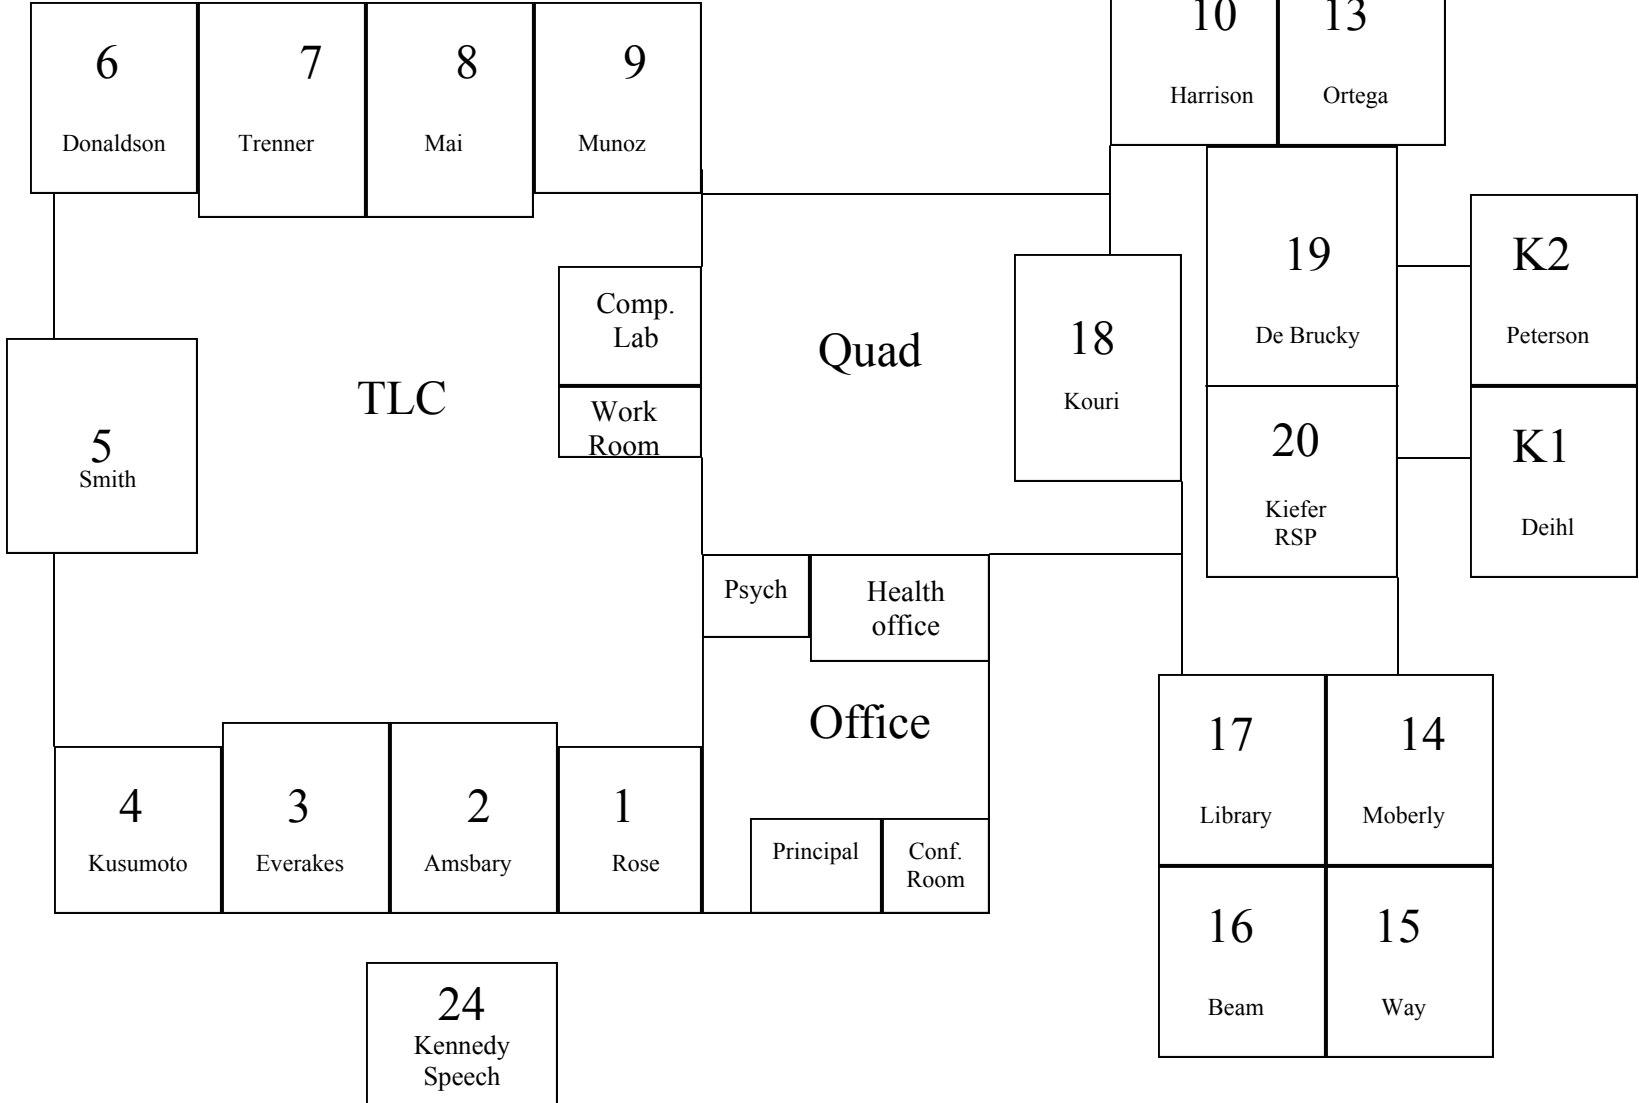 6
Donaldson
7
Trenner
8
Mai
9
Munoz
10
Harrison
13
Ortega
Comp.
Lab
Work
Room
TLC
5
Smith
Quad
18
Kouri
19
De Brucky
20
Kiefer
RSP
K2
Peterson
K1
Deihl
Psych
Health
office
Office
Principal
Conf.
Room
4
Kusumoto
3
Everakes
2
Amsbary
1
Rose
17
Library
14
Moberly
16
Beam
15
Way
24
Kennedy
Speech